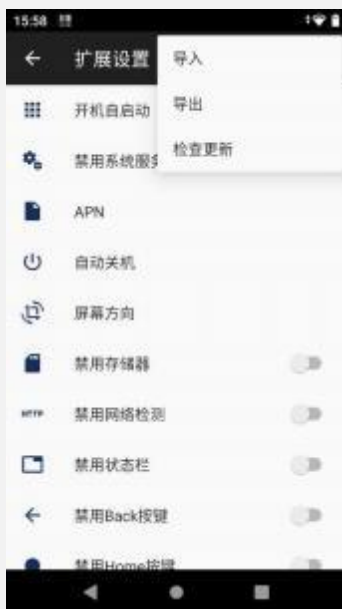 15:58
扩展设置
导入
导出
检查更新
开机自启动
禁用系统服务
APN
自动关机
屏幕方向
禁用存储器
HTTP 禁用网络检测
禁用状态栏
禁用Back按键
禁用Home按键